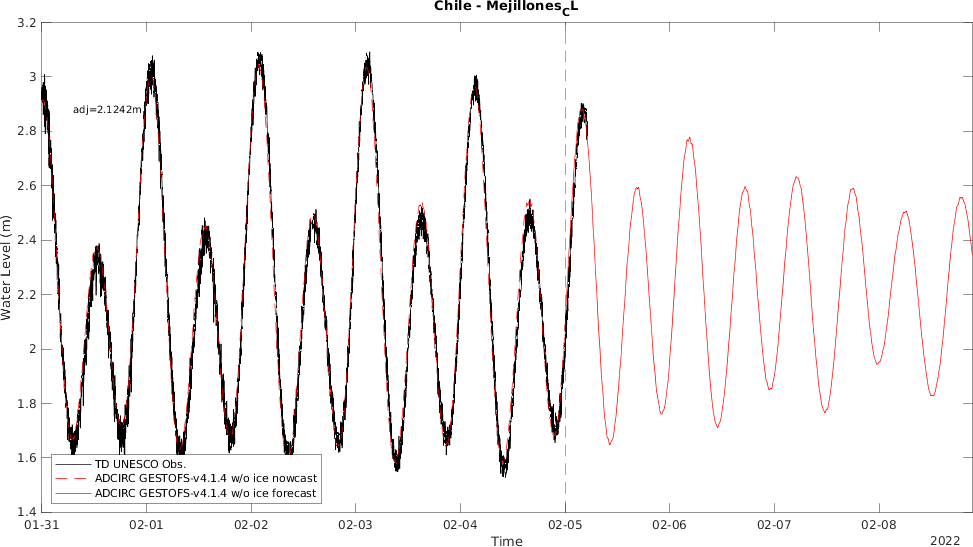 Chile - Mejillones_CL
3.2
3
2.8
2.6
2.4
2.2
2
1.8
1.6
1.4
Water Level (m)
adj=2.1242m
TD UNESCO Obs.
ADCIRC GESTOFS-v4.1.4 w/o ice nowcast
ADCIRC GESTOFS-v4.1.4 w/o ice forecast
01-31 02-01 02-02 02-03 02-04 02-05 02-06 02-07 02-08
Time
2022